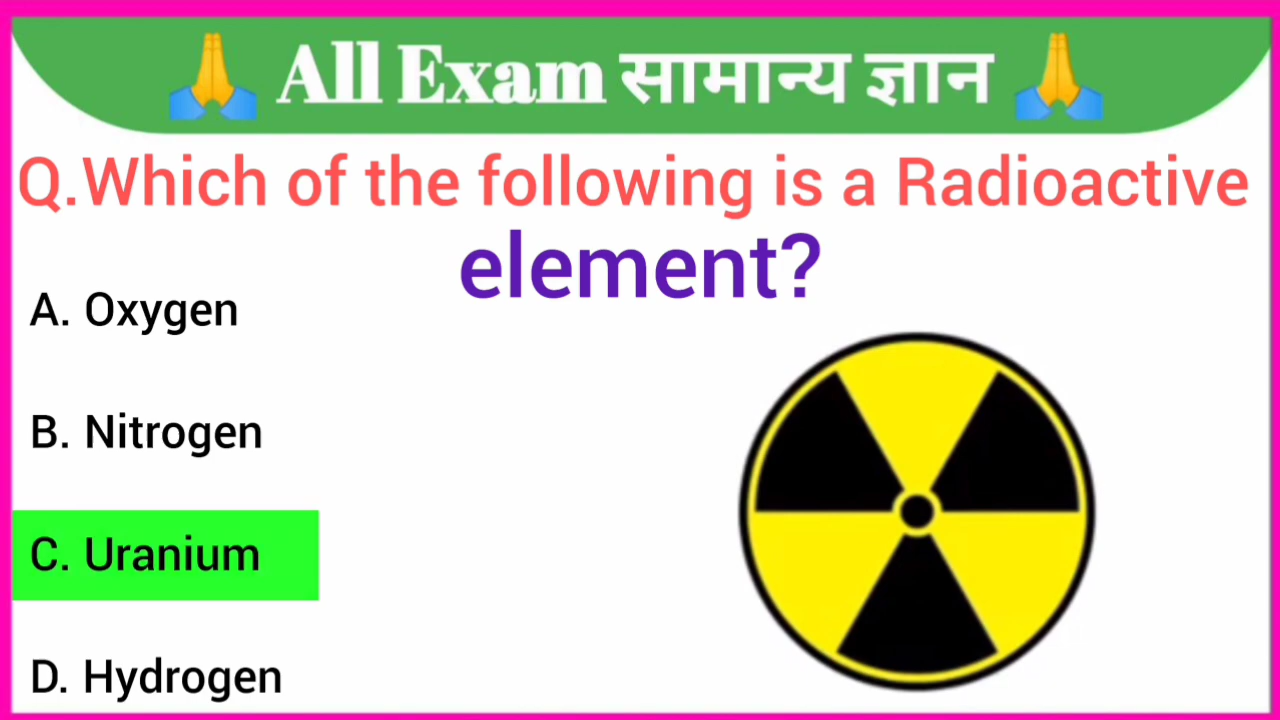 🙏 All Exam सामान्य ज्ञान 🙏
Q.Which of the following is a Radioactive
element?
A. Oxygen
B. Nitrogen
C. Uranium
D. Hydrogen